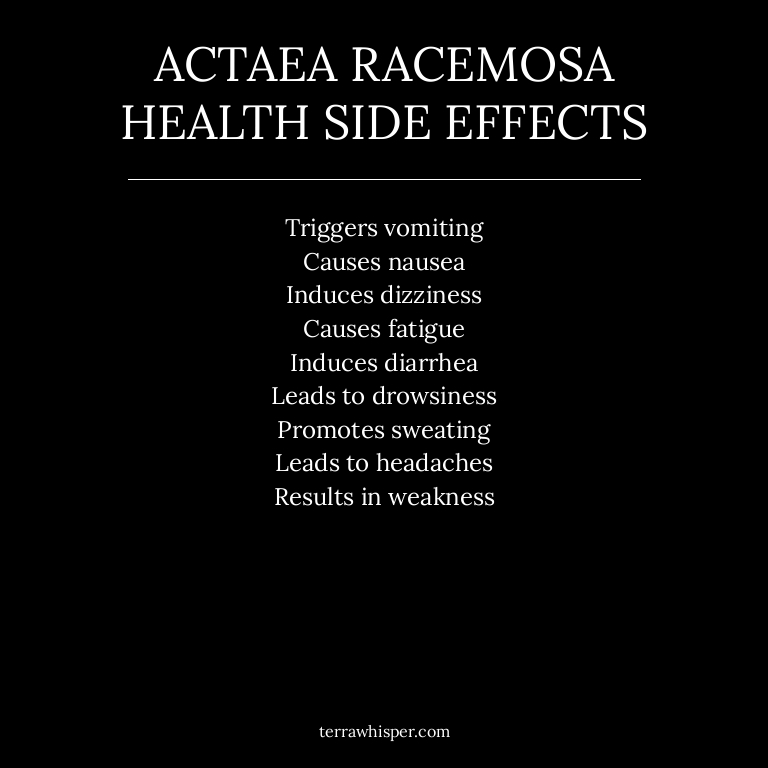 ACTAEA RACEMOSA
HEALTH SIDE EFFECTS
Triggers vomiting
Causes nausea
Induces dizziness
Causes fatigue
Induces diarrhea
Leads to drowsiness
Promotes sweating
Leads to headaches
Results in weakness
terrawhisper.com